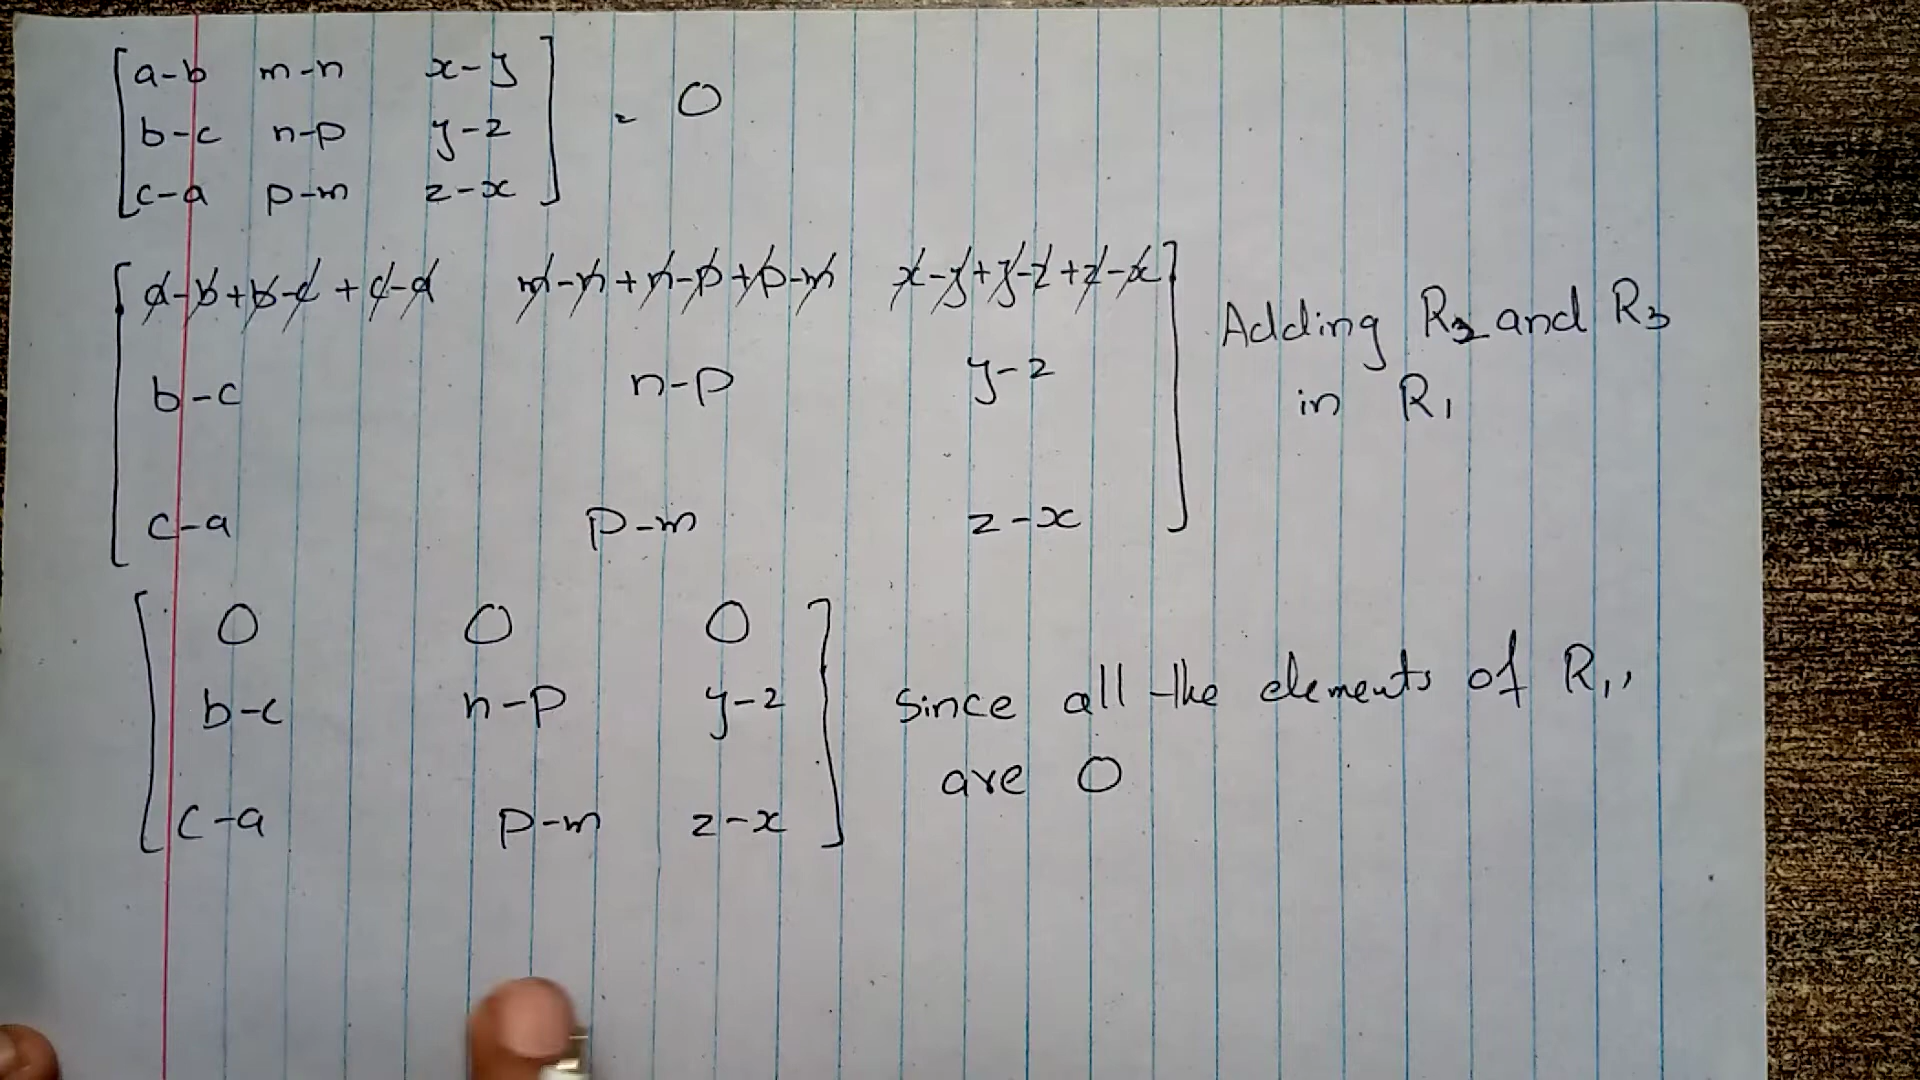 [a-b m-n x-y
b-c n-p y-z
c-a p-m z-x] = 0
[a-b+b-c+c-a m-n+n-p+p-m x-y+y-z+z-x
b-c n-p y-z
c-a p-m z-x] Adding R2 and R3
in R1
[0 0 0
b-c n-p y-z
c-a p-m z-x] Since all the elements of R1,
are 0